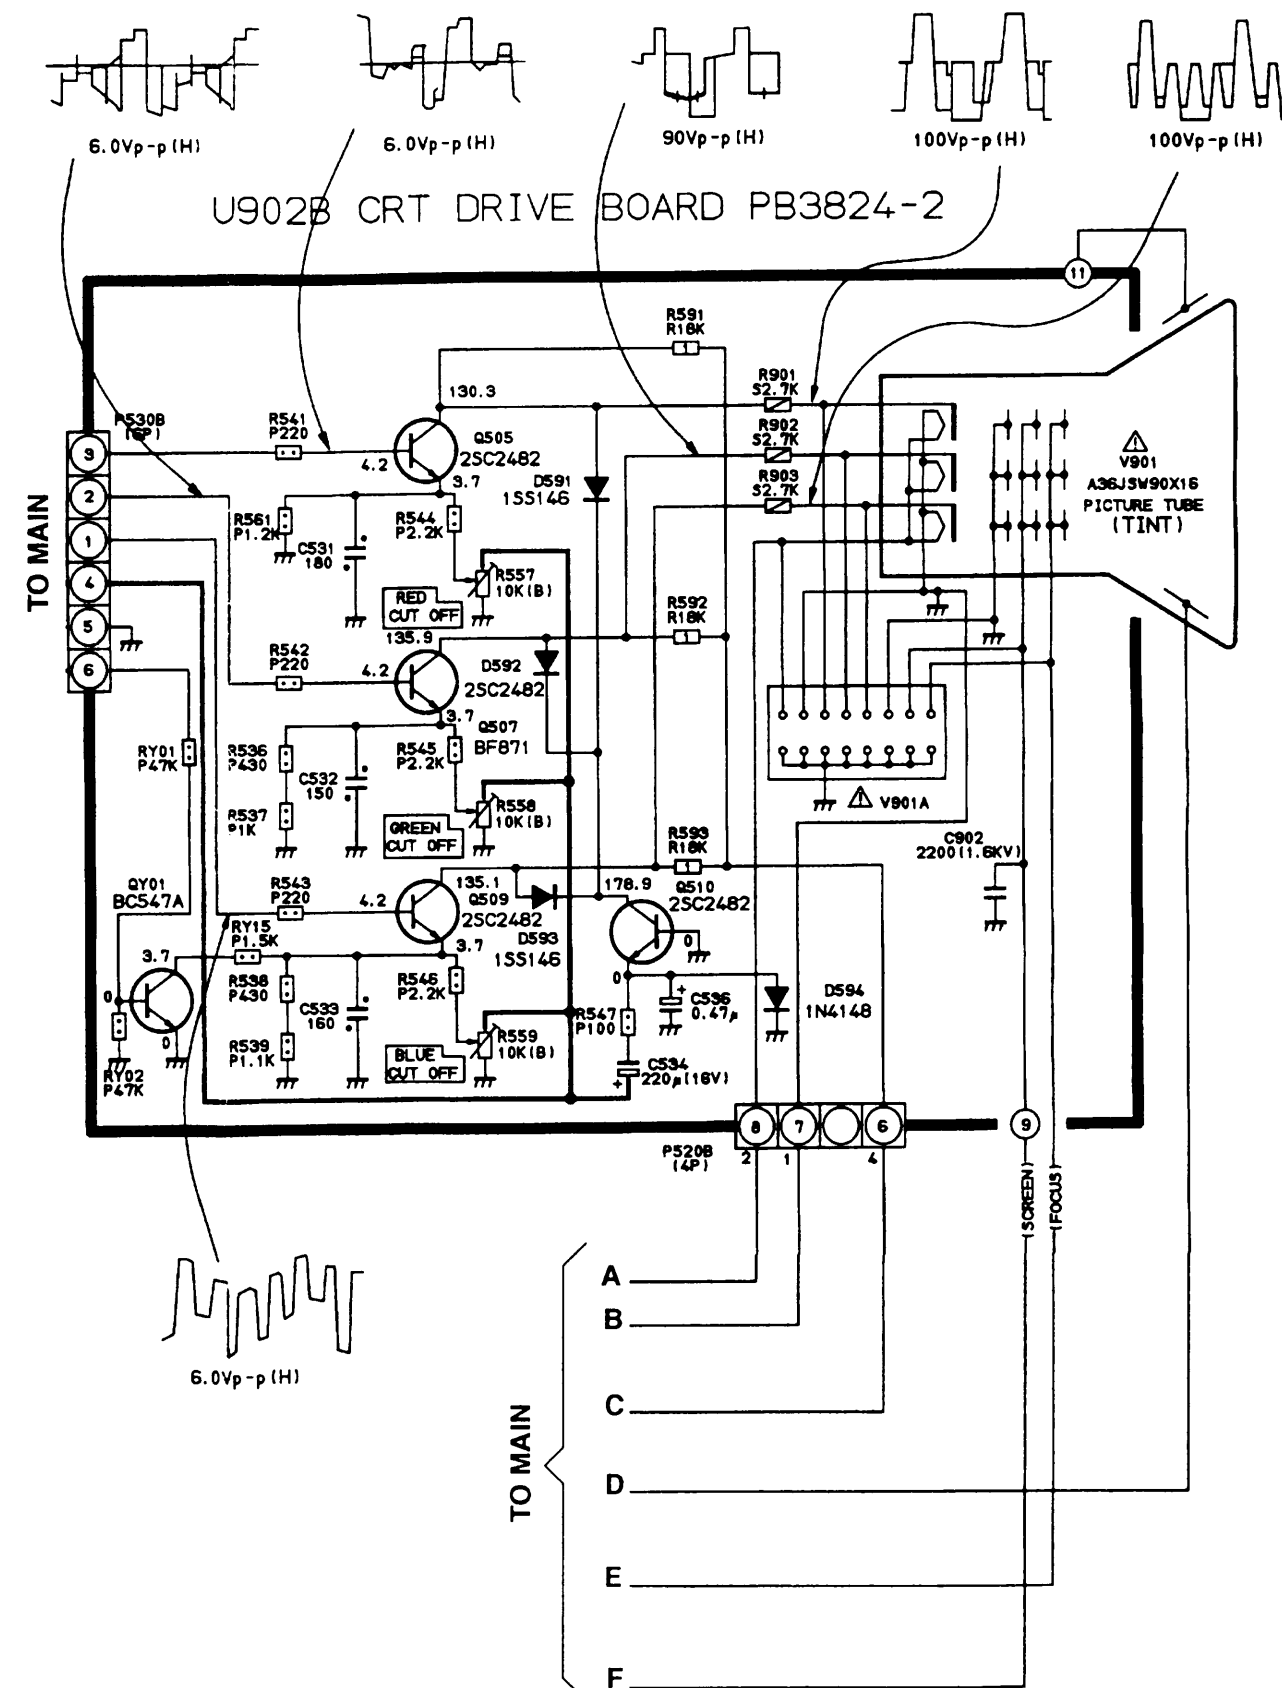 6.0Vp-p(H)
6.0Vp-p(H)
90Vp-p(H)
100Vp-p(H)
100Vp-p(H)
U902B CRT DRIVE BOARD PB3824-2
11
R591
R18K
130.3
R901
S2.7K
R902
S2.7K
R903
S2.7K
P530B
(6P)
R541
P220
4.2
Q505
2SC2482
3.7
D591
1SS146
V901
A36JSW90X16
PICTURE TUBE
(TINT)
TO MAIN
3
2
1
4
5
6
R561
P1.2K
C531
180
R544
P2.2K
R557
10K(B)
RED
CUT OFF
R592
R18K
135.9
R542
P220
4.2
D592
2SC2482
3.7
Q507
BF871
RY01
P47K
R536
P430
C532
150
R545
P2.2K
R537
P1K
R558
10K(B)
GREEN
CUT OFF
V901A
R593
R18K
C902
2200(1.6KV)
QY01
BC547A
R543
P220
4.2
135.1
Q509
2SC2482
3.7
D593
1SS146
178.9
Q510
2SC2482
0
0
RY15
P1.5K
3.7
0
0
R538
P430
C533
160
R546
P2.2K
R539
P1.1K
R559
10K(B)
BLUE
CUT OFF
RY02
P47K
R547
P100
C536
0.47µ
D594
1N4148
C534
220µ(16V)
8
7
6
9
P520B
(4P)
2
1
4
(SCREEN)
(FOCUS)
6.0Vp-p(H)
TO MAIN
A
B
C
D
E
F